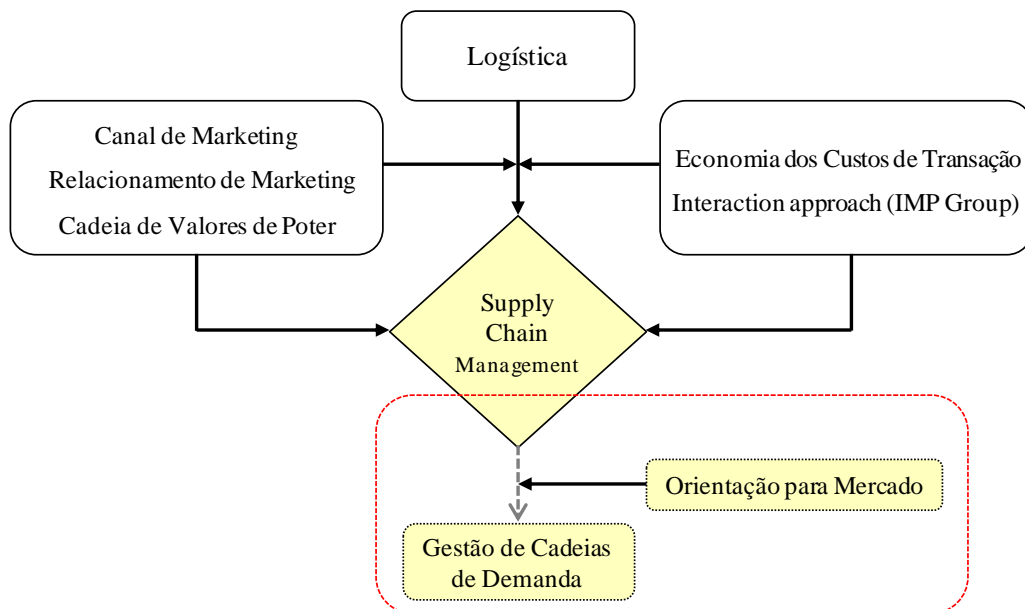 Logística
Canal de Marketing
Relacionamento de Marketing
Cadeia de Valores de Poter
Economia dos Custos de Transação
Interaction approach (IMP Group)
Supply
Chain
Management
Orientação para Mercado
Gestão de Cadeias
de Demanda